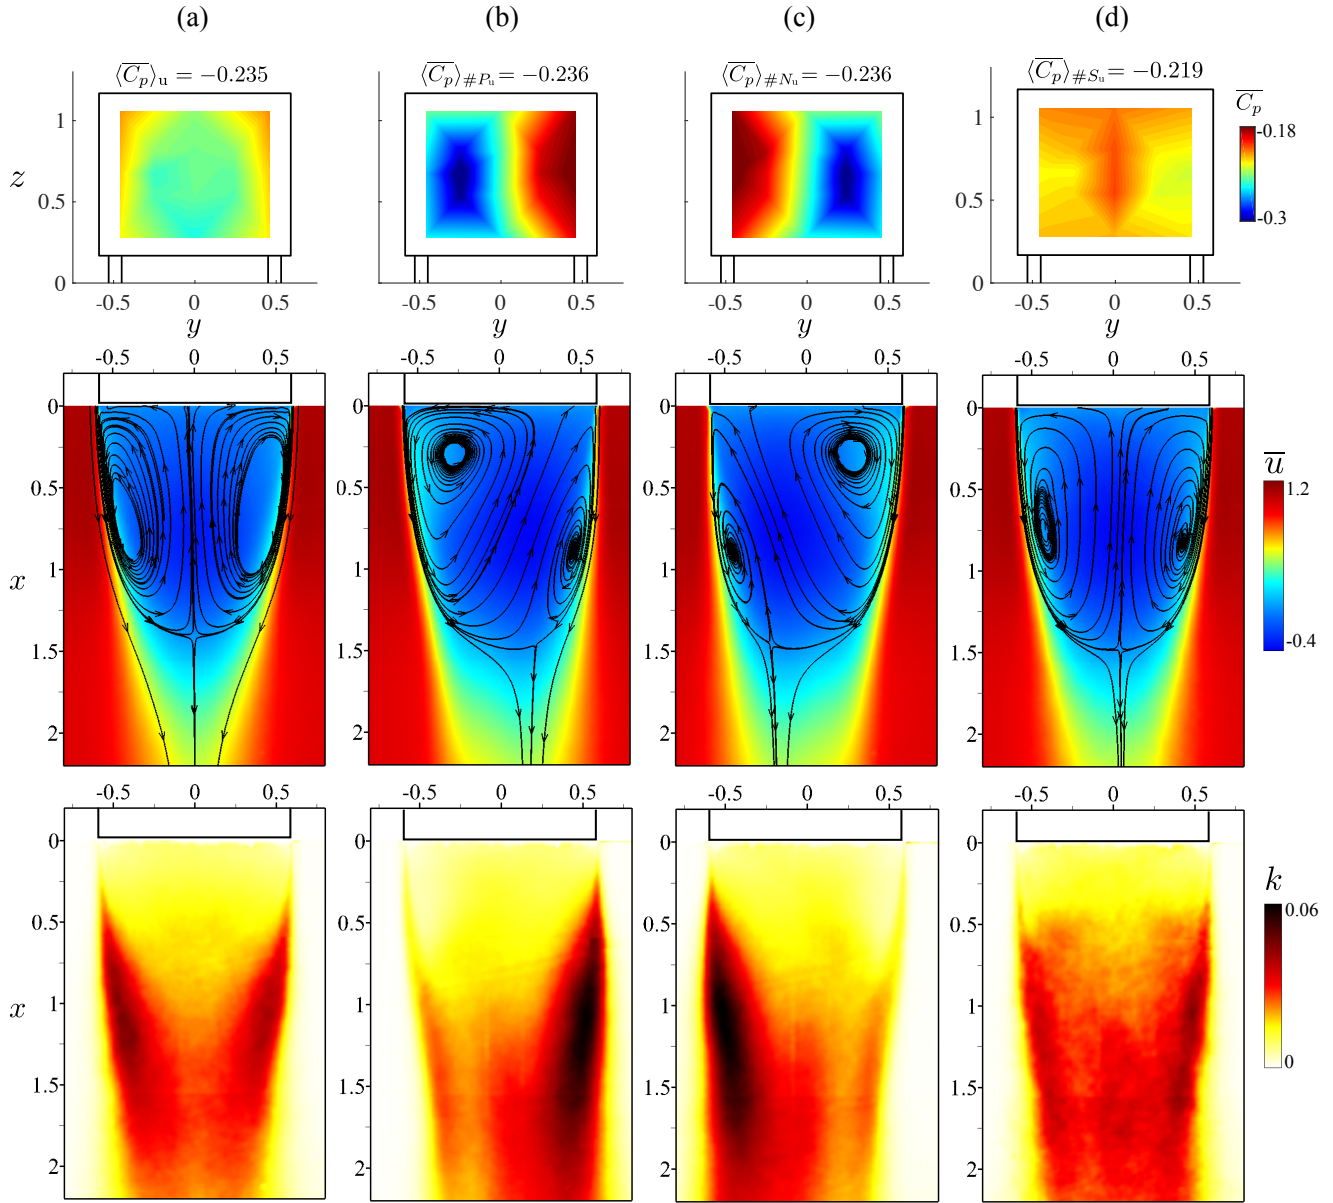 (a) (b) (c) (d)
⟨C̅p̅⟩u = −0.235 ⟨C̅p̅⟩#Pu = −0.236 ⟨C̅p̅⟩#Nu = −0.236 ⟨C̅p̅⟩#Su = −0.219 C̅p̅
1 1 -0.18
z
0.5 0.5 -0.3
0 0
-0.5 0 0.5 -0.5 0 0.5 -0.5 0 0.5 -0.5 0 0.5
y y y y
-0.5 0 0.5 -0.5 0 0.5 -0.5 0 0.5 -0.5 0 0.5
0 0 0 0
u̅
0.5 0.5 0.5 0.5 1.2
x 1 1 1 1
1.5 1.5 1.5 1.5 -0.4
2 2 2 2
-0.5 0 0.5 -0.5 0 0.5 -0.5 0 0.5 -0.5 0 0.5
0 0 0 0
k
0.5 0.5 0.5 0.5 0.06
x 1 1 1 1
0
1.5 1.5 1.5 1.5
2 2 2 2